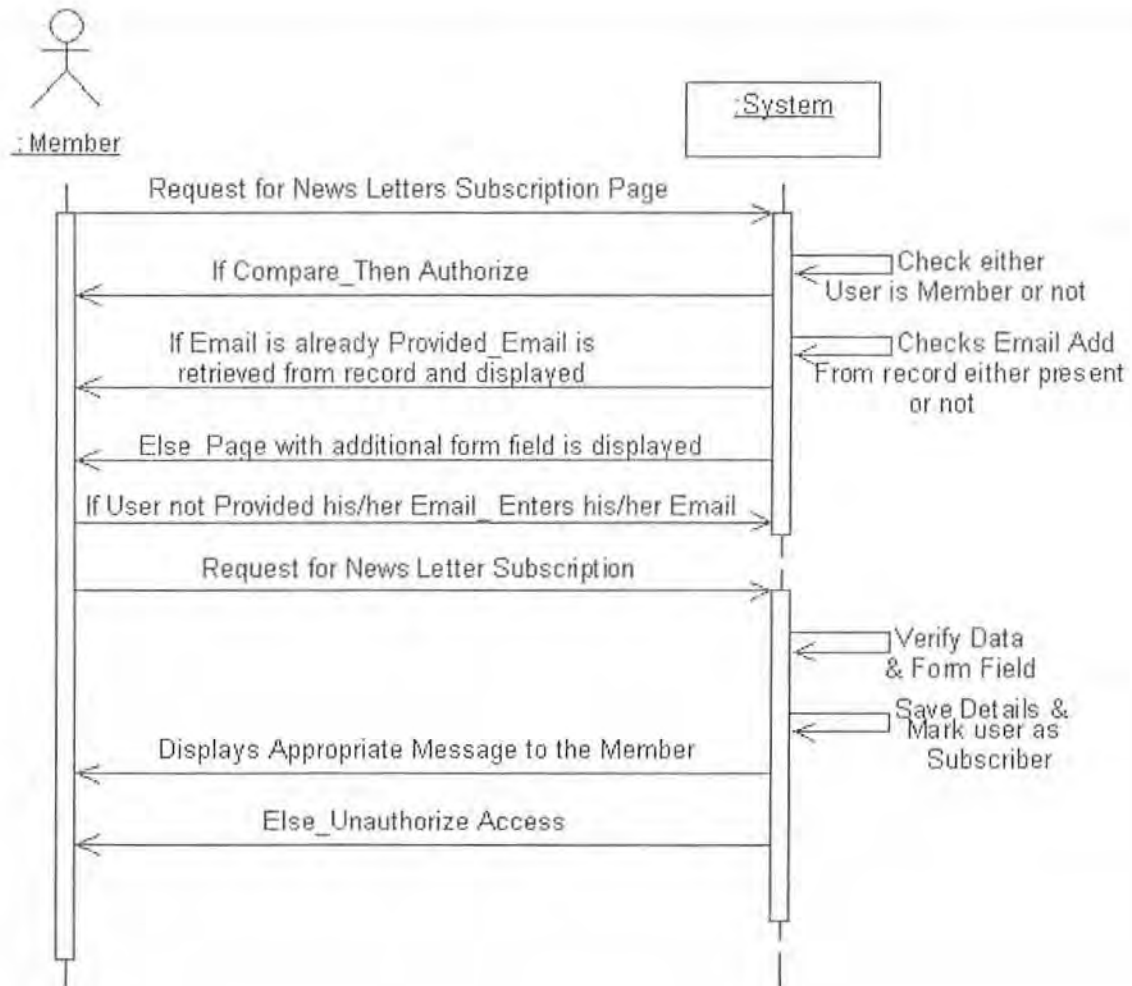 :System
: Member
Request for News Letters Subscription Page
Check either
User is Member or not
If Compare_Then Authorize
If Email is already Provided_Email is
retrieved from record and displayed
Checks Email Add
From record either present
or not
Else_Page with additional form field is displayed
If User not Provided his/her Email_ Enters his/her Email
Request for News Letter Subscription
Verify Data
& Form Field
Save Details &
Mark user as
Subscriber
Displays Appropriate Message to the Member
Else_Unauthorize Access